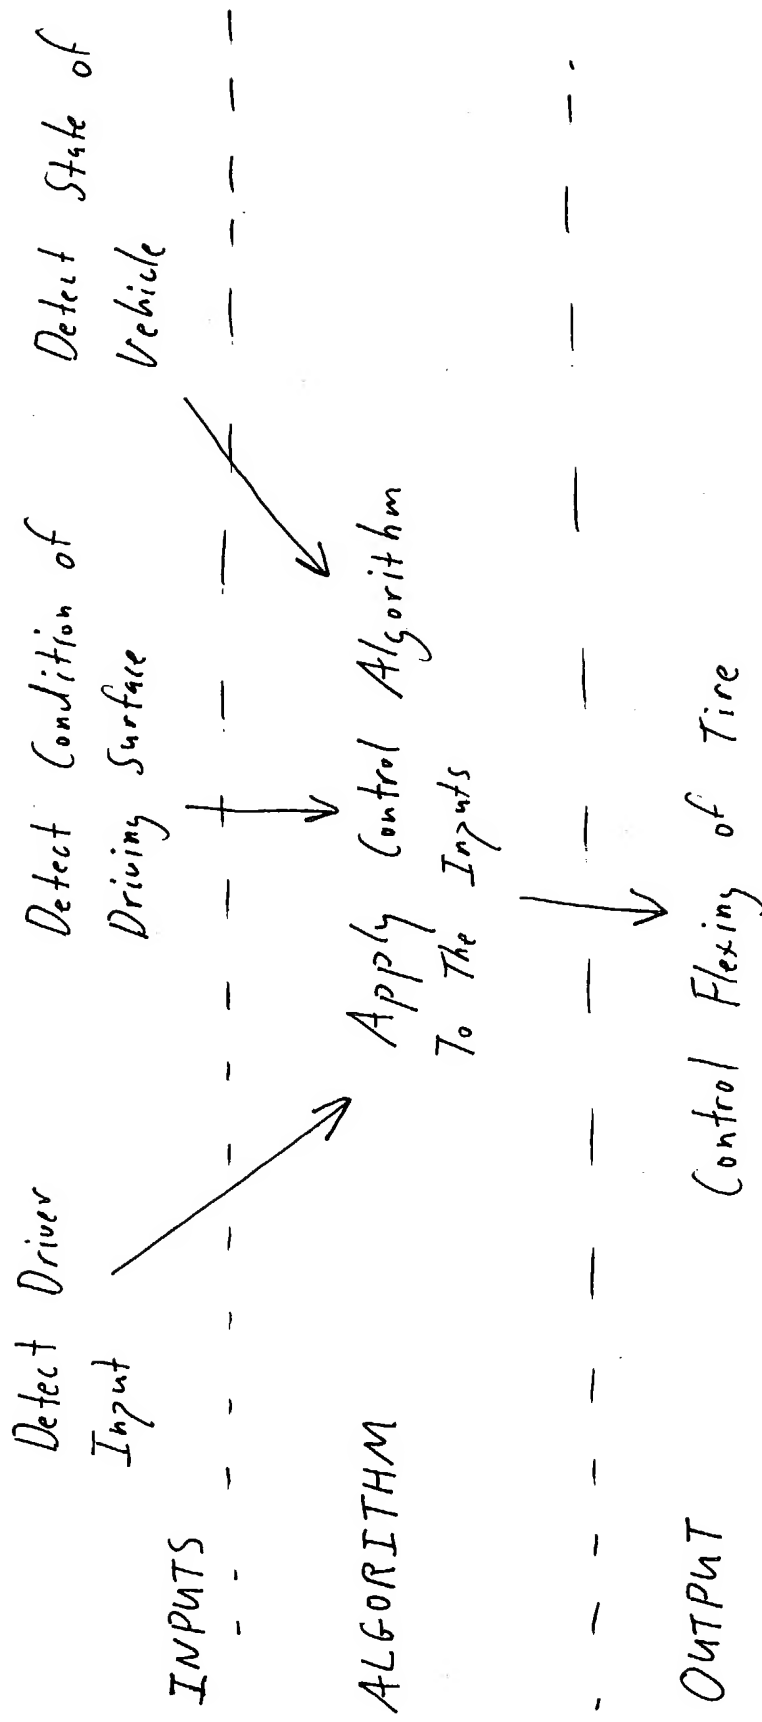 Detect Driver
Input
Detect Condition of
Driving Surface
Detect State of
Vehicle
INPUTS
ALGORITHM
Apply Control Algorithm
To The Inputs
OUTPUT
Control Flexing of Tire